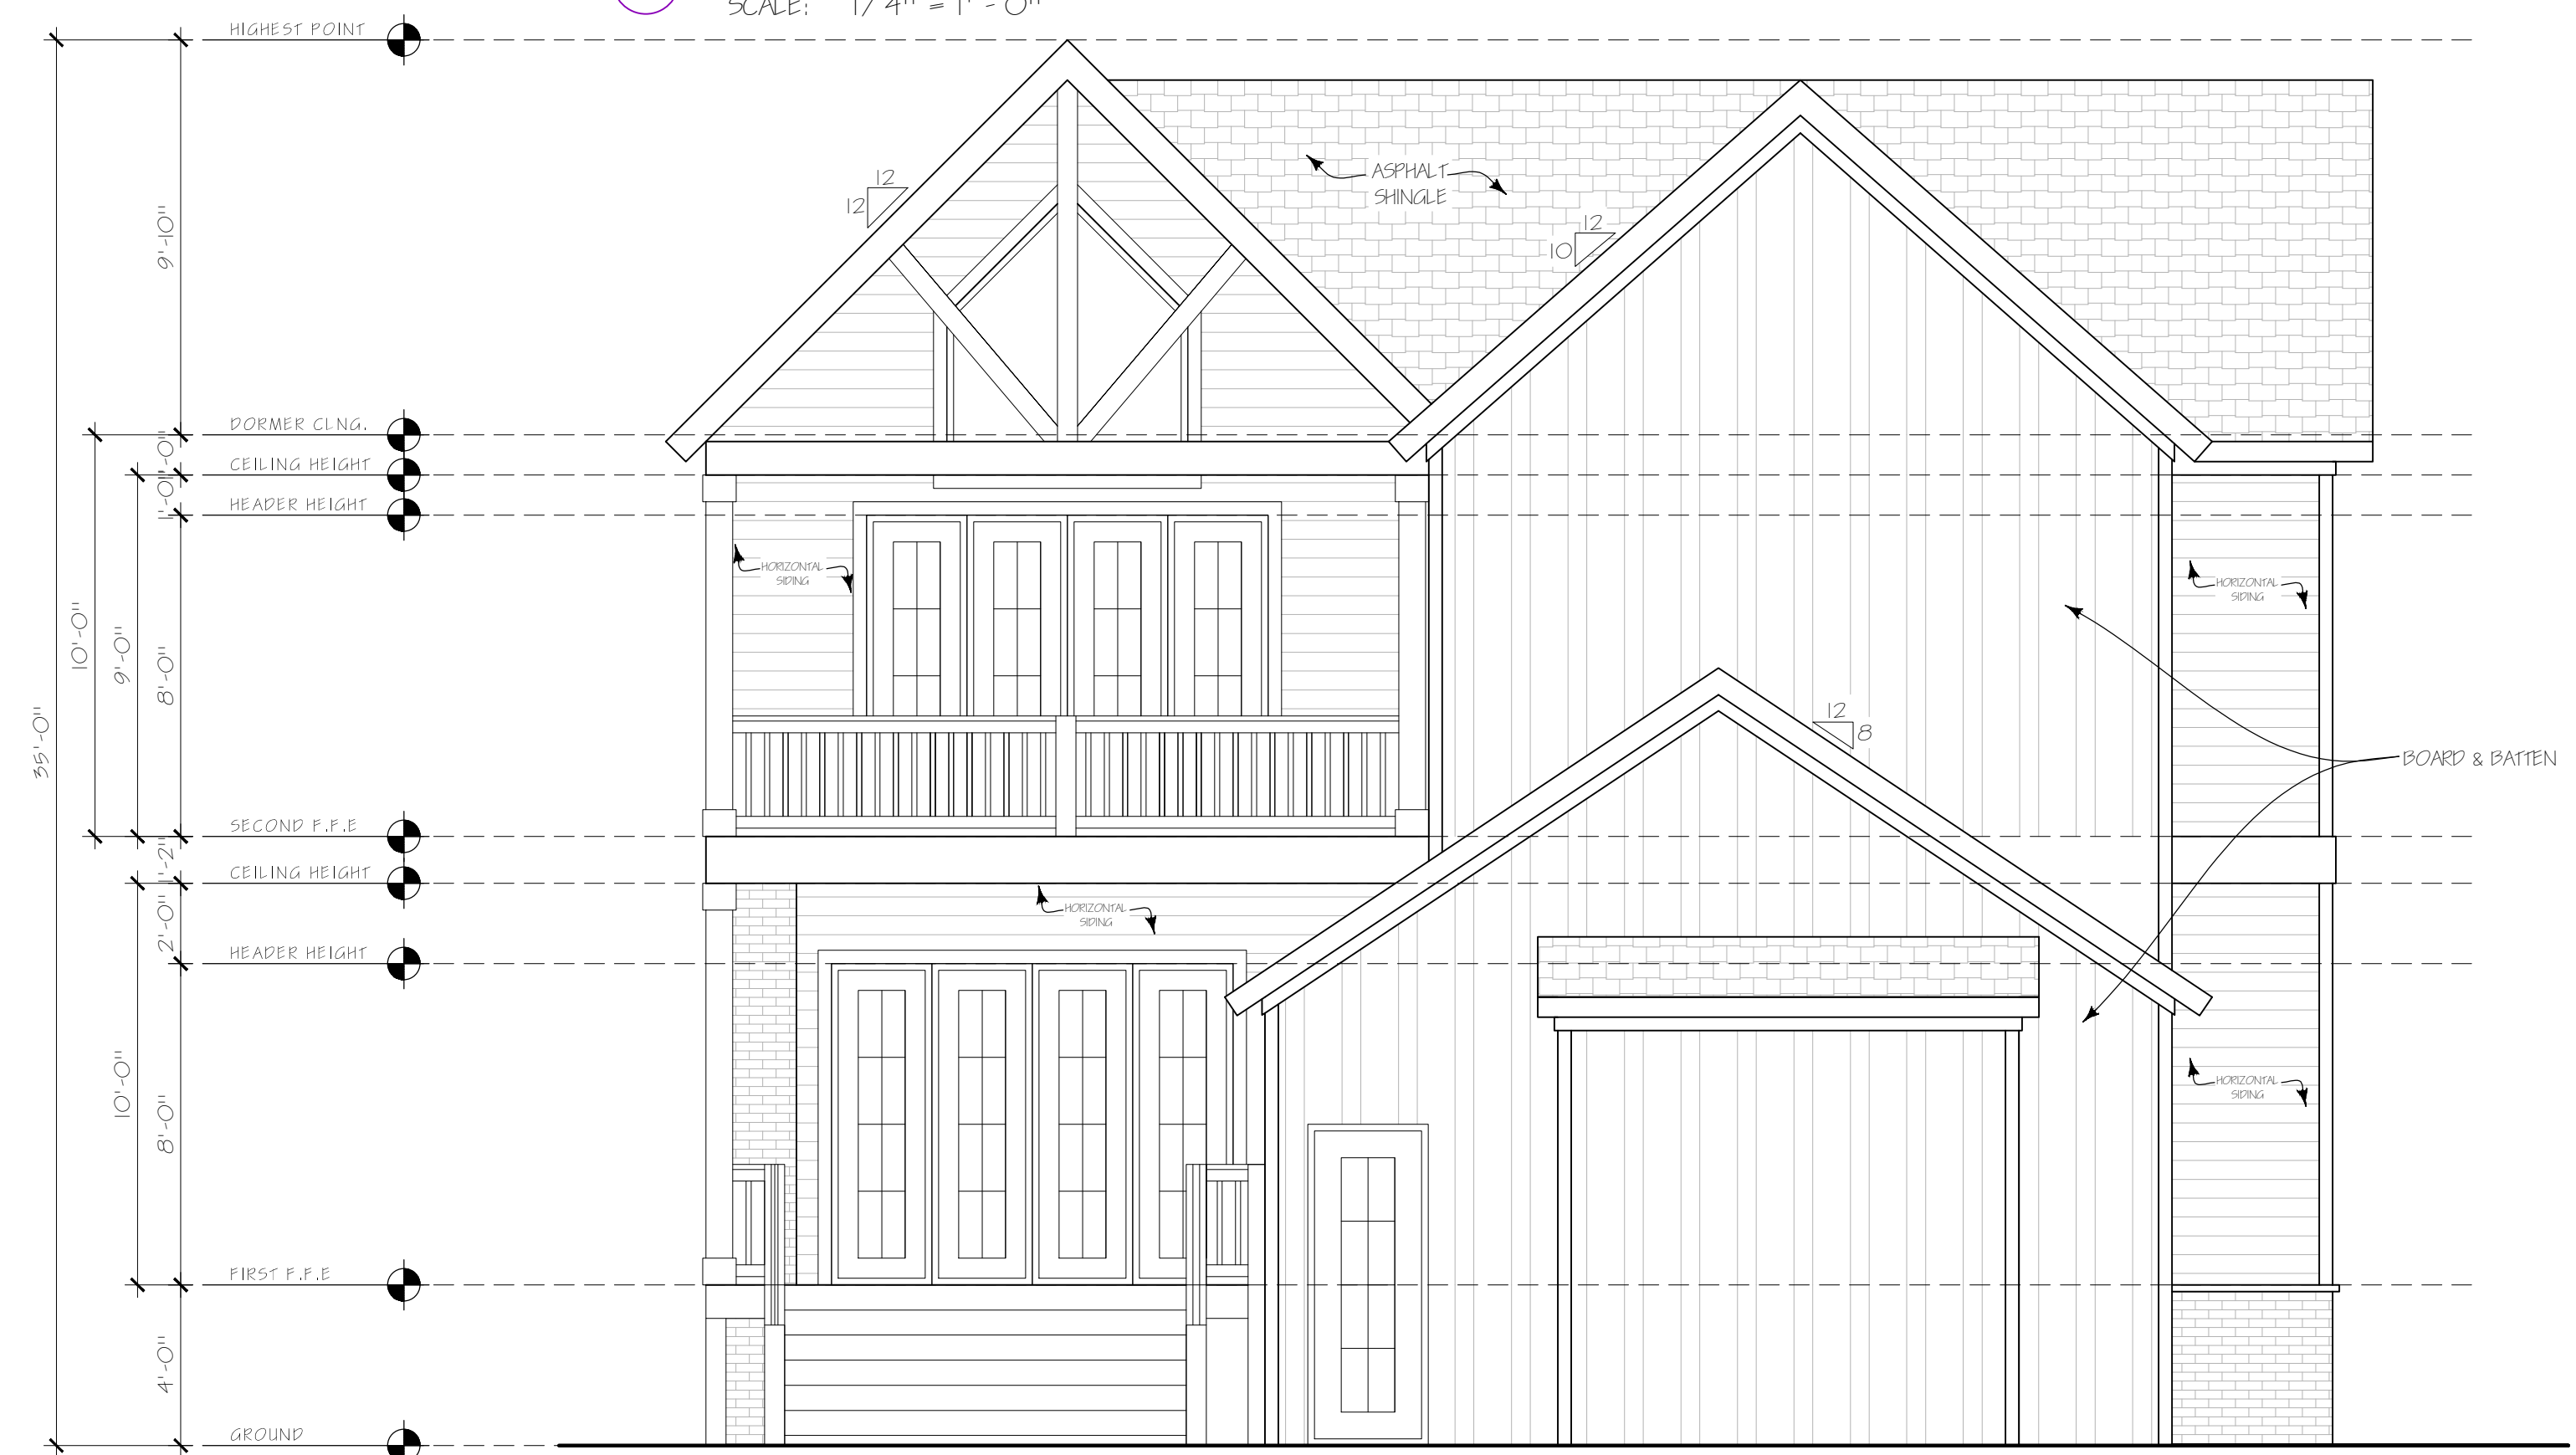 SCALE: 1/4" = 1'-0"
HIGHEST POINT
12
12
ASPHALT
SHINGLE
12
10
9'-10"
DORMER CLNG.
1'-0"
CEILING HEIGHT
1'-0"
HEADER HEIGHT
HORIZONTAL
SIDING
HORIZONTAL
SIDING
10'-0"
9'-0"
8'-0"
35'-0"
12
8
BOARD & BATTEN
SECOND F.F.E
1'-2"
CEILING HEIGHT
2'-0"
HORIZONTAL
SIDING
HEADER HEIGHT
10'-0"
8'-0"
HORIZONTAL
SIDING
FIRST F.F.E
4'-0"
GROUND